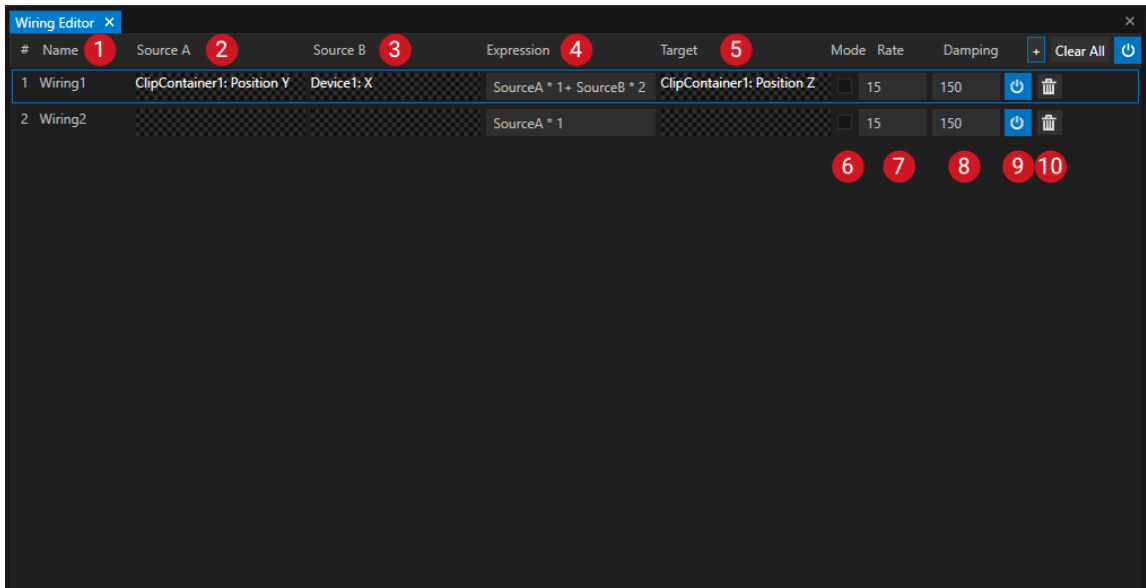 Wiring Editor ×
# Name 1 Source A 2 Source B 3 Expression 4 Target 5 Mode Rate Damping + Clear All
1 Wiring1 ClipContainer1: Position Y Device1: X SourceA * 1+ SourceB * 2 ClipContainer1: Position Z 15 150
2 Wiring2 SourceA * 1 15 150
6 7 8 9 10